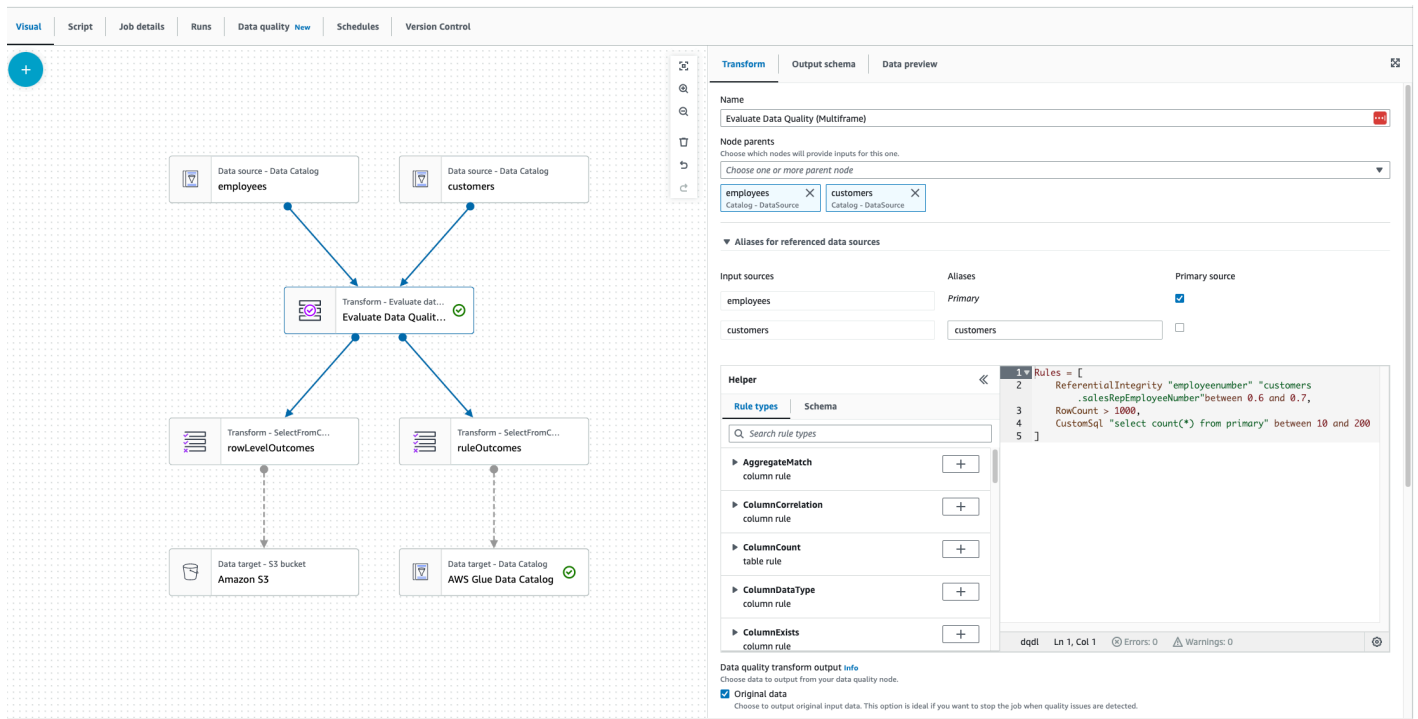 Visual Script Job details Runs Data quality New Schedules Version Control
+
Data source - Data Catalog
employees
Data source - Data Catalog
customers
Transform - Evaluate dat...
Evaluate Data Qualit...
Transform - SelectFromC...
rowLevelOutcomes
Transform - SelectFromC...
ruleOutcomes
Data target - S3 bucket
Amazon S3
Data target - Data Catalog
AWS Glue Data Catalog
Transform Output schema Data preview
Name
Evaluate Data Quality (Multiframe)
Node parents
Choose which nodes will provide inputs for this one.
Choose one or more parent node
employees
Catalog - DataSource
customers
Catalog - DataSource
Aliases for referenced data sources
Input sources Aliases Primary source
employees Primary
customers customers
Helper
Rule types Schema
Search rule types
AggregateMatch
column rule
ColumnCorrelation
column rule
ColumnCount
table rule
ColumnDataType
column rule
ColumnExists
column rule
1 Rules = [
2 ReferentialIntegrity "employeenumber" "customers
.salesRepEmployeeNumber"between 0.6 and 0.7,
3 RowCount > 1000,
4 CustomSql "select count(*) from primary" between 10 and 200
5 ]
dqdl Ln 1, Col 1 Errors: 0 Warnings: 0
Data quality transform output Info
Choose data to output from your data quality node.
Original data
Choose to output original input data. This option is ideal if you want to stop the job when quality issues are detected.